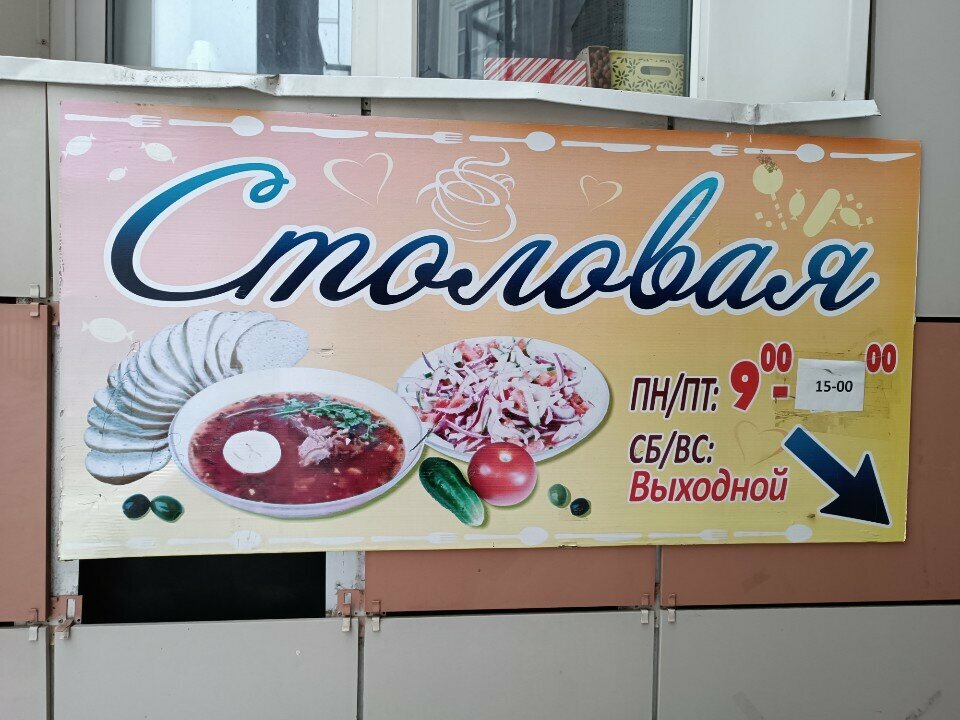 Столовая
ПН/ПТ: 9⁰⁰ - 15-00 ⁰⁰
СБ/ВС:
Выходной